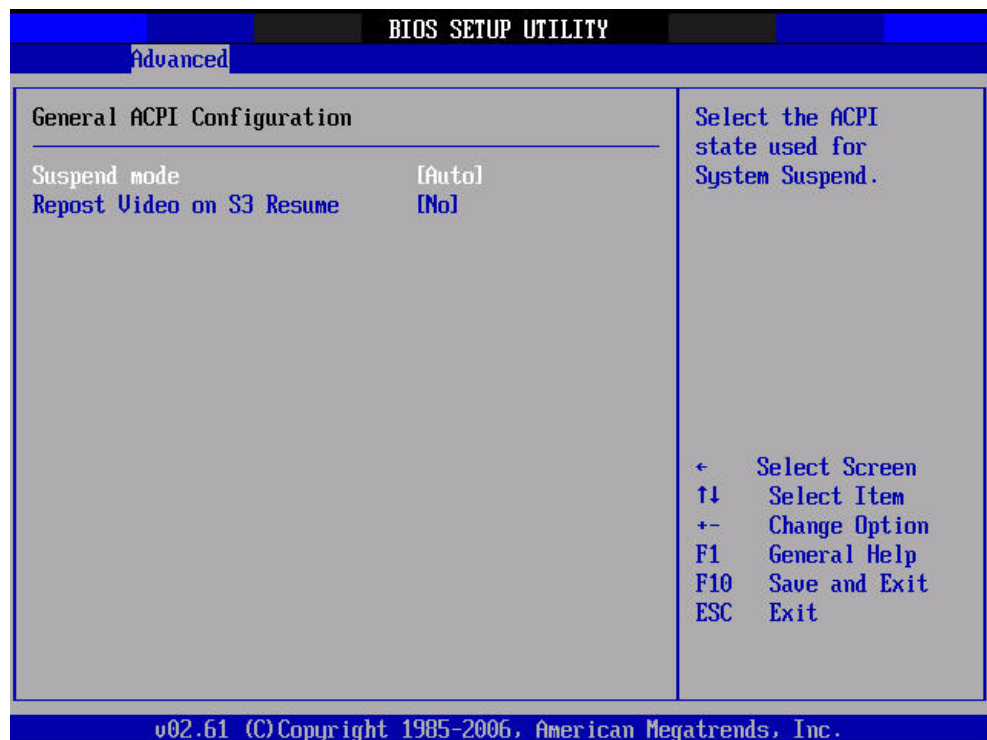 BIOS SETUP UTILITY
Advanced
General ACPI Configuration
Suspend mode [Auto]
Repost Video on S3 Resume [No]
Select the ACPI
state used for
System Suspend.
← Select Screen
↑↓ Select Item
+- Change Option
F1 General Help
F10 Save and Exit
ESC Exit
v02.61 (C)Copyright 1985-2006, American Megatrends, Inc.